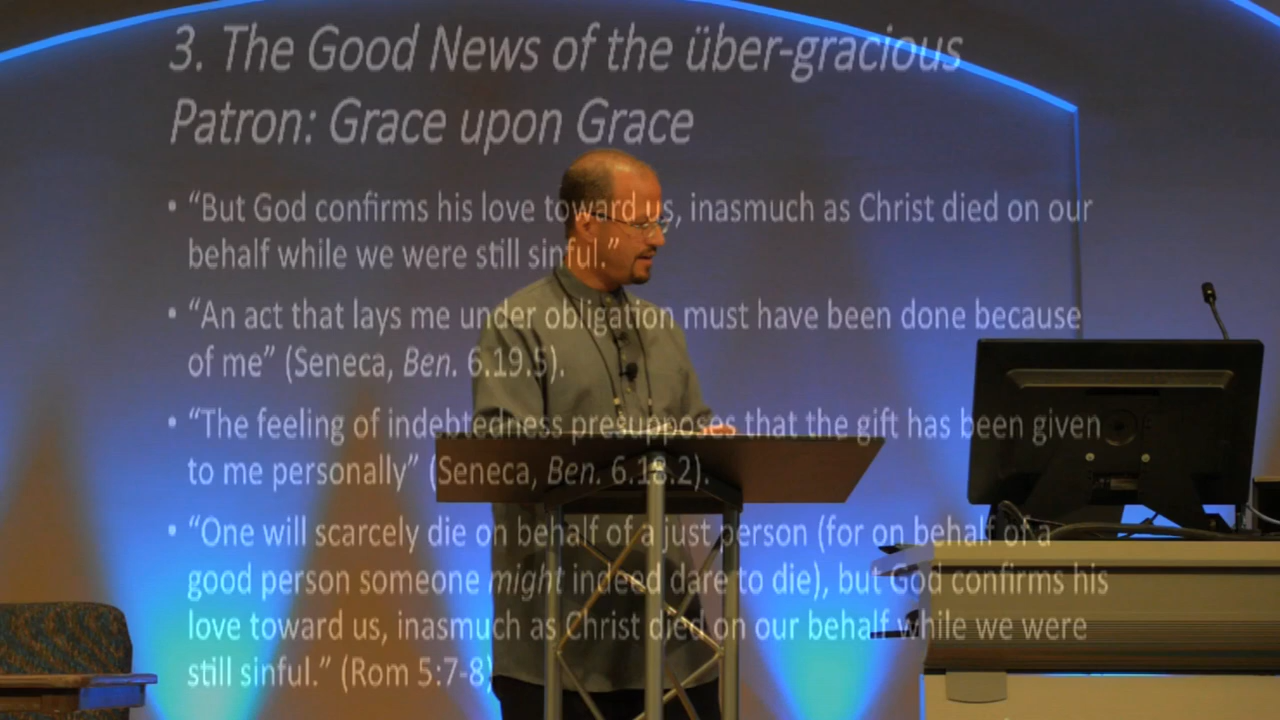 3. The Good News of the über-gracious
Patron: Grace upon Grace
• “But God confirms his love toward us, inasmuch as Christ died on our
behalf while we were still sinful.”
• “An act that lays me under obligation must have been done because
of me” (Seneca, Ben. 6.19.5).
• “The feeling of indebtedness presupposes that the gift has been given
to me personally” (Seneca, Ben. 6.18.2).
• “One will scarcely die on behalf of a just person (for on behalf of a
good person someone might indeed dare to die), but God confirms his
love toward us, inasmuch as Christ died on our behalf while we were
still sinful.” (Rom 5:7-8)